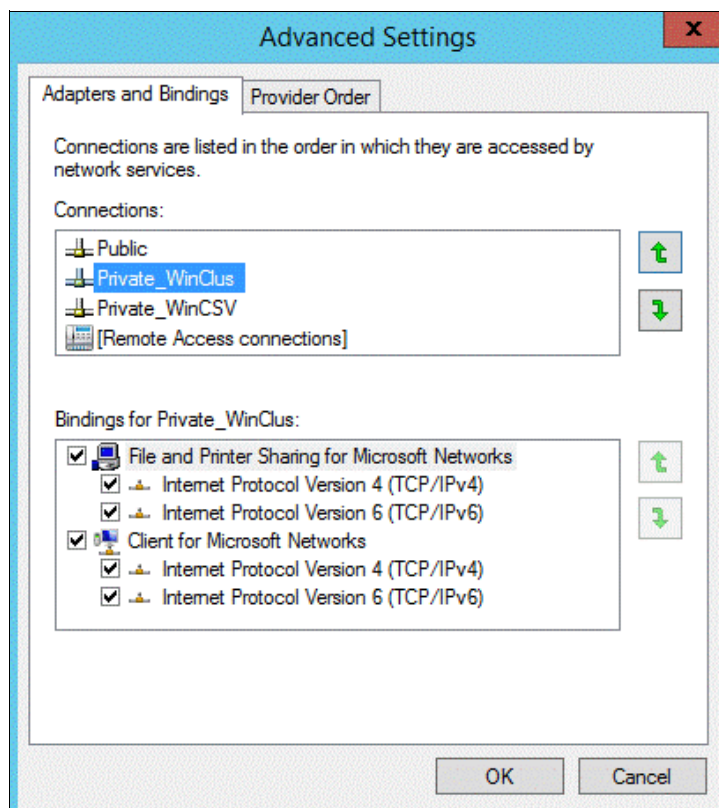 Advanced Settings
x
Adapters and Bindings
Provider Order
Connections are listed in the order in which they are accessed by
network services.
Connections:
Public
Private_WinClus
Private_WinCSV
[Remote Access connections]
Bindings for Private_WinClus:
File and Printer Sharing for Microsoft Networks
Internet Protocol Version 4 (TCP/IPv4)
Internet Protocol Version 6 (TCP/IPv6)
Client for Microsoft Networks
Internet Protocol Version 4 (TCP/IPv4)
Internet Protocol Version 6 (TCP/IPv6)
OK
Cancel